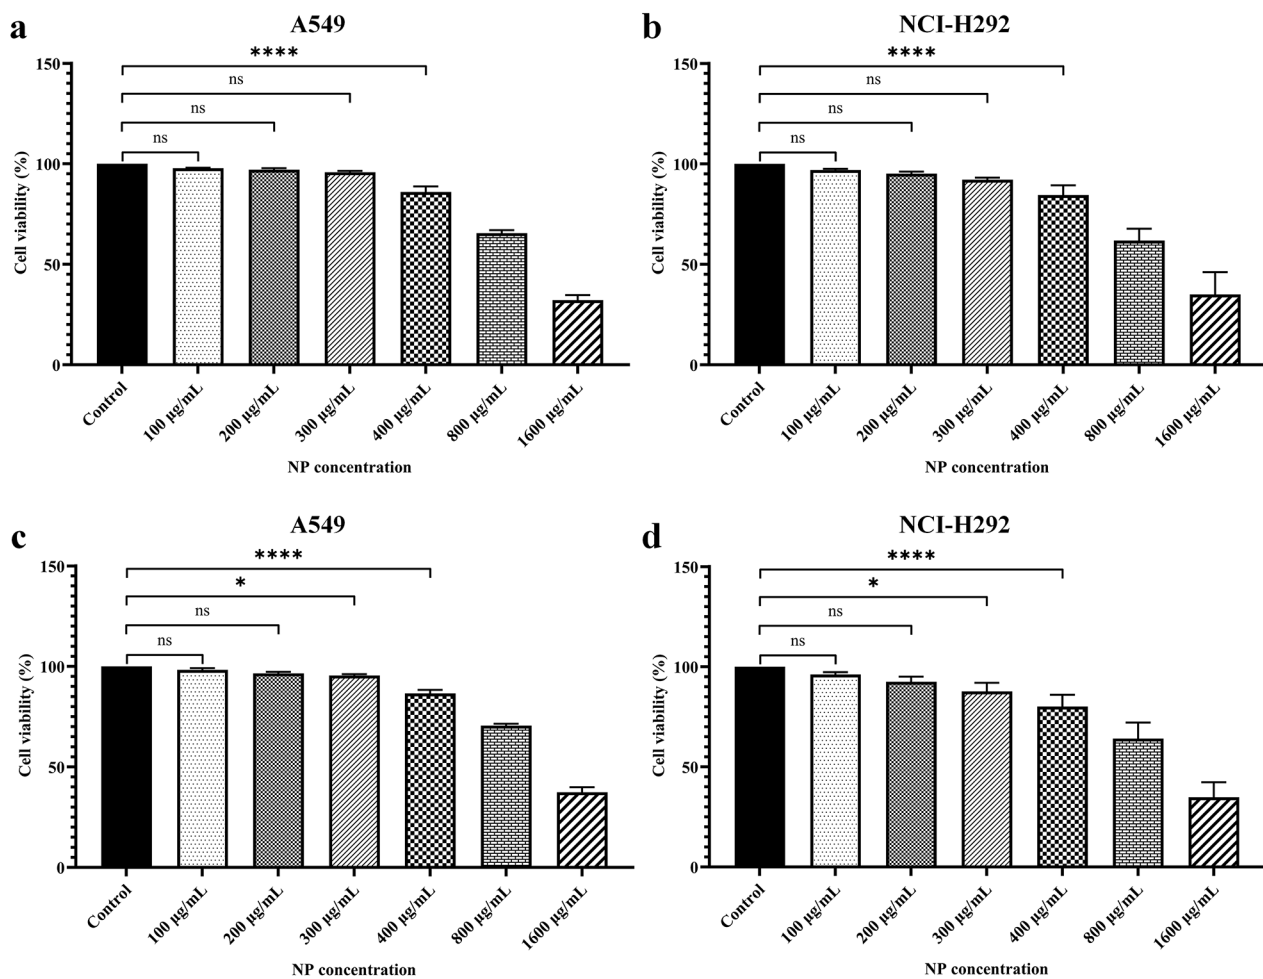 a
A549
****
ns
ns
ns
150
100
50
0
Cell viability (%)
Control
100 µg/mL
200 µg/mL
300 µg/mL
400 µg/mL
800 µg/mL
1600 µg/mL
NP concentration
b
NCI-H292
****
ns
ns
ns
150
100
50
0
Cell viability (%)
Control
100 µg/mL
200 µg/mL
300 µg/mL
400 µg/mL
800 µg/mL
1600 µg/mL
NP concentration
c
A549
****
*
ns
ns
150
100
50
0
Cell viability (%)
Control
100 µg/mL
200 µg/mL
300 µg/mL
400 µg/mL
800 µg/mL
1600 µg/mL
NP concentration
d
NCI-H292
****
*
ns
ns
150
100
50
0
Cell viability (%)
Control
100 µg/mL
200 µg/mL
300 µg/mL
400 µg/mL
800 µg/mL
1600 µg/mL
NP concentration